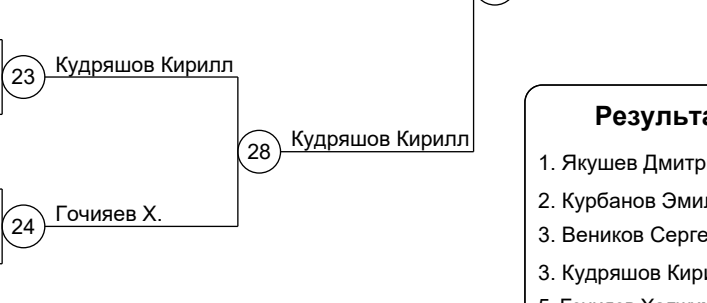 23
Кудряшов Кирилл
28
Кудряшов Кирилл
24
Гочияев Х.
Результа
1. Якушев Дмитр
2. Курбанов Эмил
3. Веников Серге
3. Кудряшов Кири